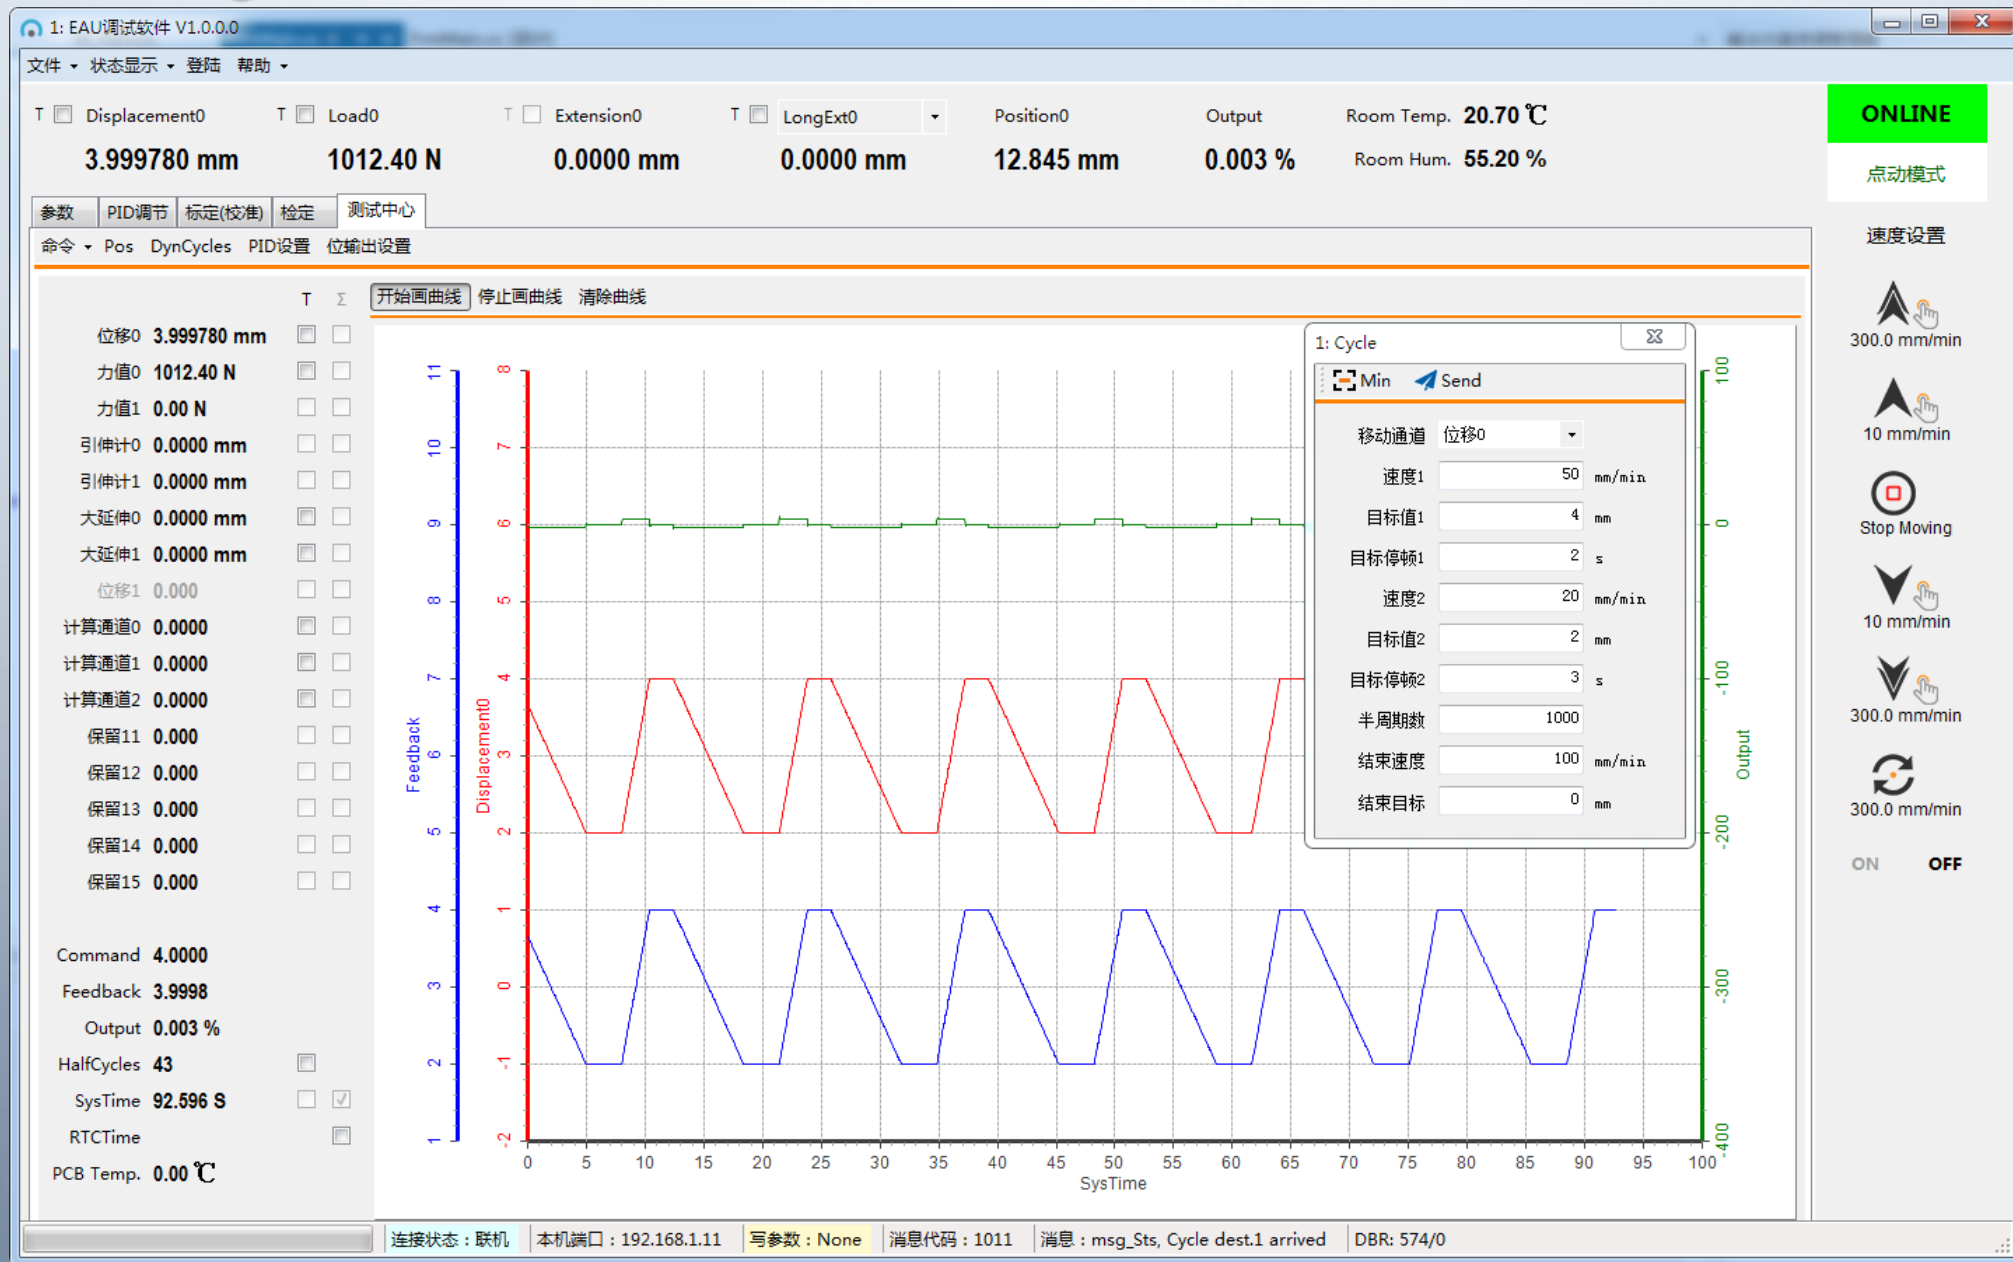 1: EAU调试软件 V1.0.0.0
文件 状态显示 登陆 帮助
T Displacement0 T Load0 T Extension0 T LongExt0 Position0 Output Room Temp. 20.70 ℃
3.999780 mm 1012.40 N 0.0000 mm 0.0000 mm 12.845 mm 0.003 % Room Hum. 55.20 %
ONLINE
点动模式
速度设置
300.0 mm/min
10 mm/min
Stop Moving
10 mm/min
300.0 mm/min
300.0 mm/min
ON OFF
参数 PID调节 标定(校准) 检定 测试中心
命令 Pos DynCycles PID设置 位输出设置
T Σ
位移0 3.999780 mm
力值0 1012.40 N
力值1 0.00 N
引伸计0 0.0000 mm
引伸计1 0.0000 mm
大延伸0 0.0000 mm
大延伸1 0.0000 mm
位移1 0.000
计算通道0 0.0000
计算通道1 0.0000
计算通道2 0.0000
保留11 0.000
保留12 0.000
保留13 0.000
保留14 0.000
保留15 0.000
Command 4.0000
Feedback 3.9998
Output 0.003 %
HalfCycles 43
SysTime 92.596 S
RTCTime
PCB Temp. 0.00 ℃
开始画曲线 停止画曲线 清除曲线
11 10 9 8 7 6 5 4 3 2 1
Feedback
8 7 6 5 4 3 2 1 0 -1 -2
Displacement0
100 0 -100 -200 -300 -400
Output
0 5 10 15 20 25 30 35 40 45 50 55 60 65 70 75 80 85 90 95 100
SysTime
1: Cycle
Min Send
移动通道 位移0
速度1 50 mm/min
目标值1 4 mm
目标停顿1 2 s
速度2 20 mm/min
目标值2 2 mm
目标停顿2 3 s
半周期数 1000
结束速度 100 mm/min
结束目标 0 mm
连接状态：联机 本机端口：192.168.1.11 写参数：None 消息代码：1011 消息：msg_Sts, Cycle dest.1 arrived DBR: 574/0